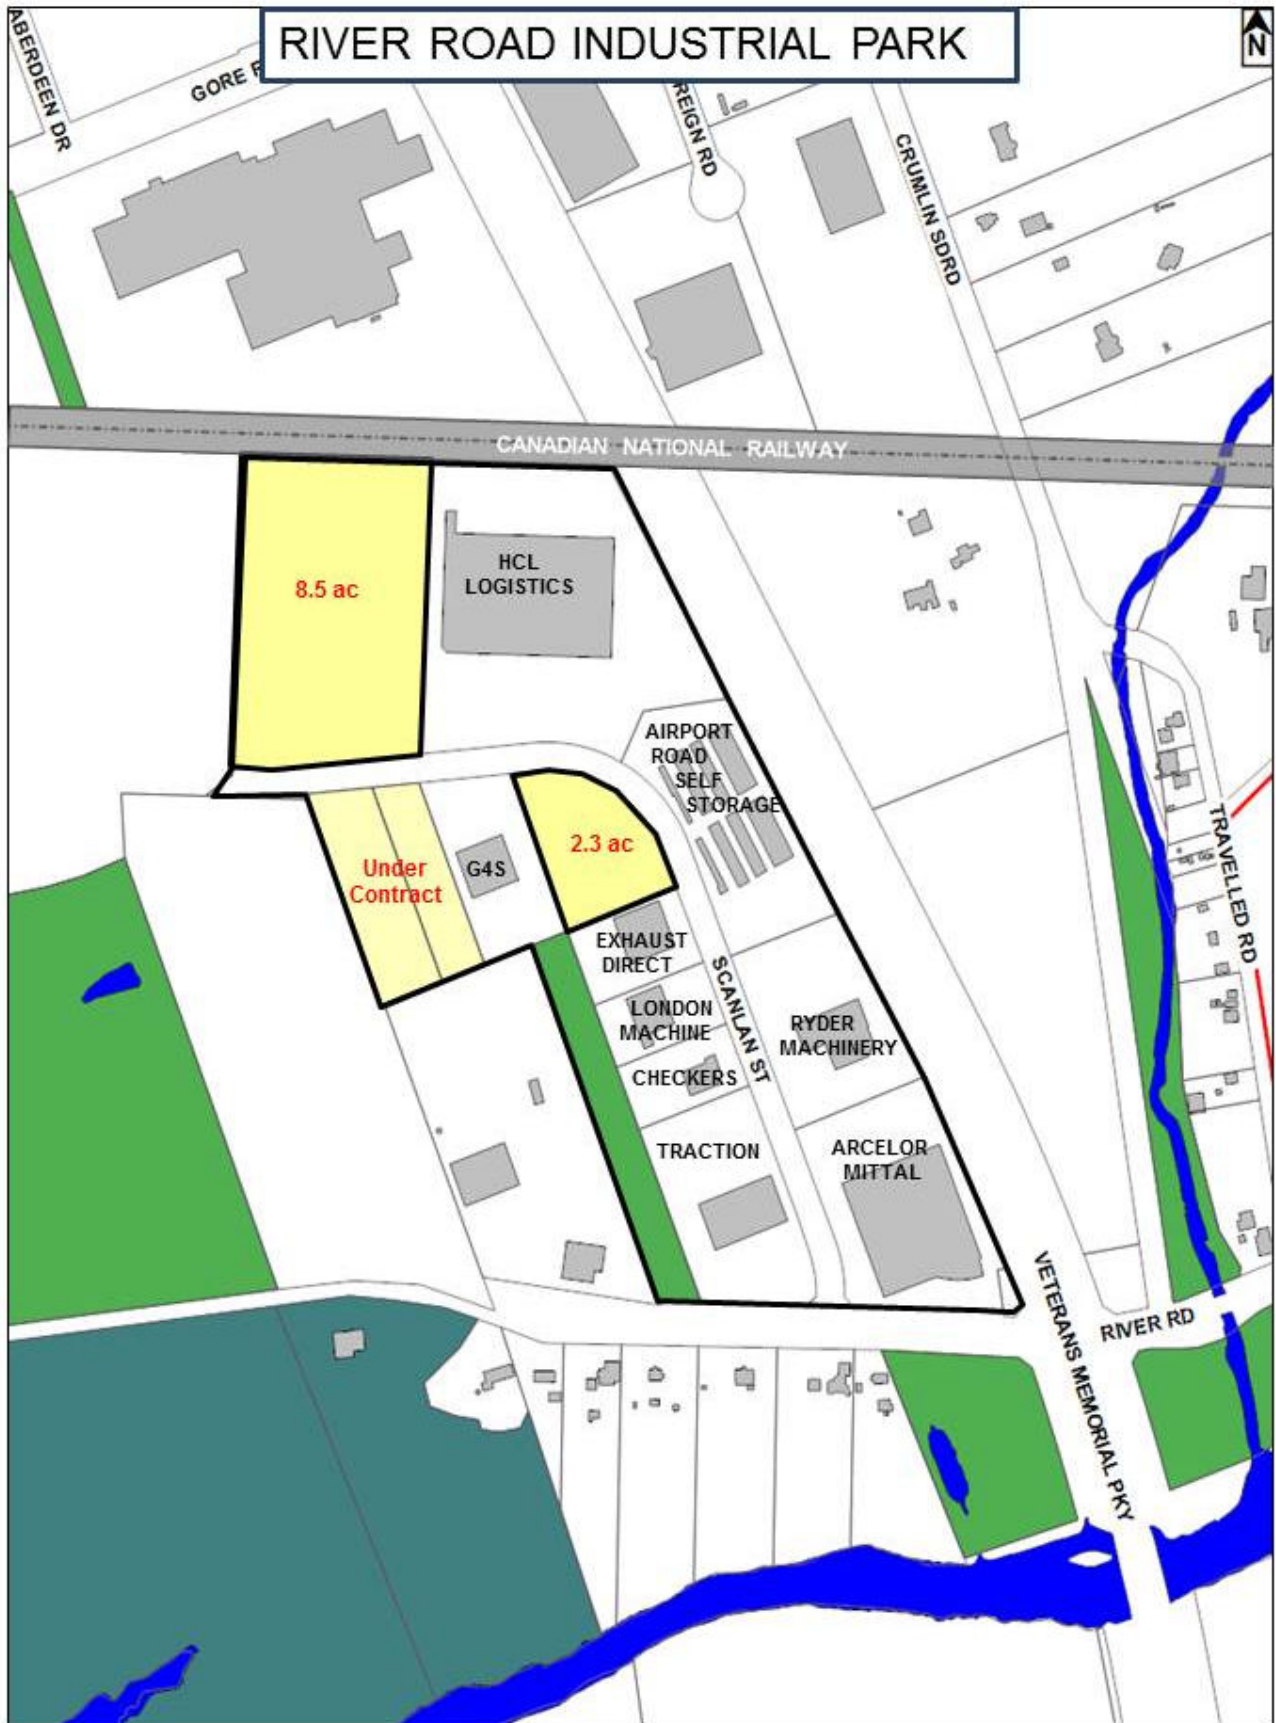 RIVER ROAD INDUSTRIAL PARK
N
ABERDEEN DR
GORE
REIGN RD
CRUMLIN SDRD
CANADIAN NATIONAL RAILWAY
8.5 ac
HCL
LOGISTICS
AIRPORT
ROAD
SELF
STORAGE
Under
Contract
G4S
2.3 ac
EXHAUST
DIRECT
LONDON
MACHINE
CHECKERS
TRACTION
SCANLAN ST
RYDER
MACHINERY
ARCELOR
MITTAL
TRAVELLED RD
RIVER RD
VETERANS MEMORIAL PKY